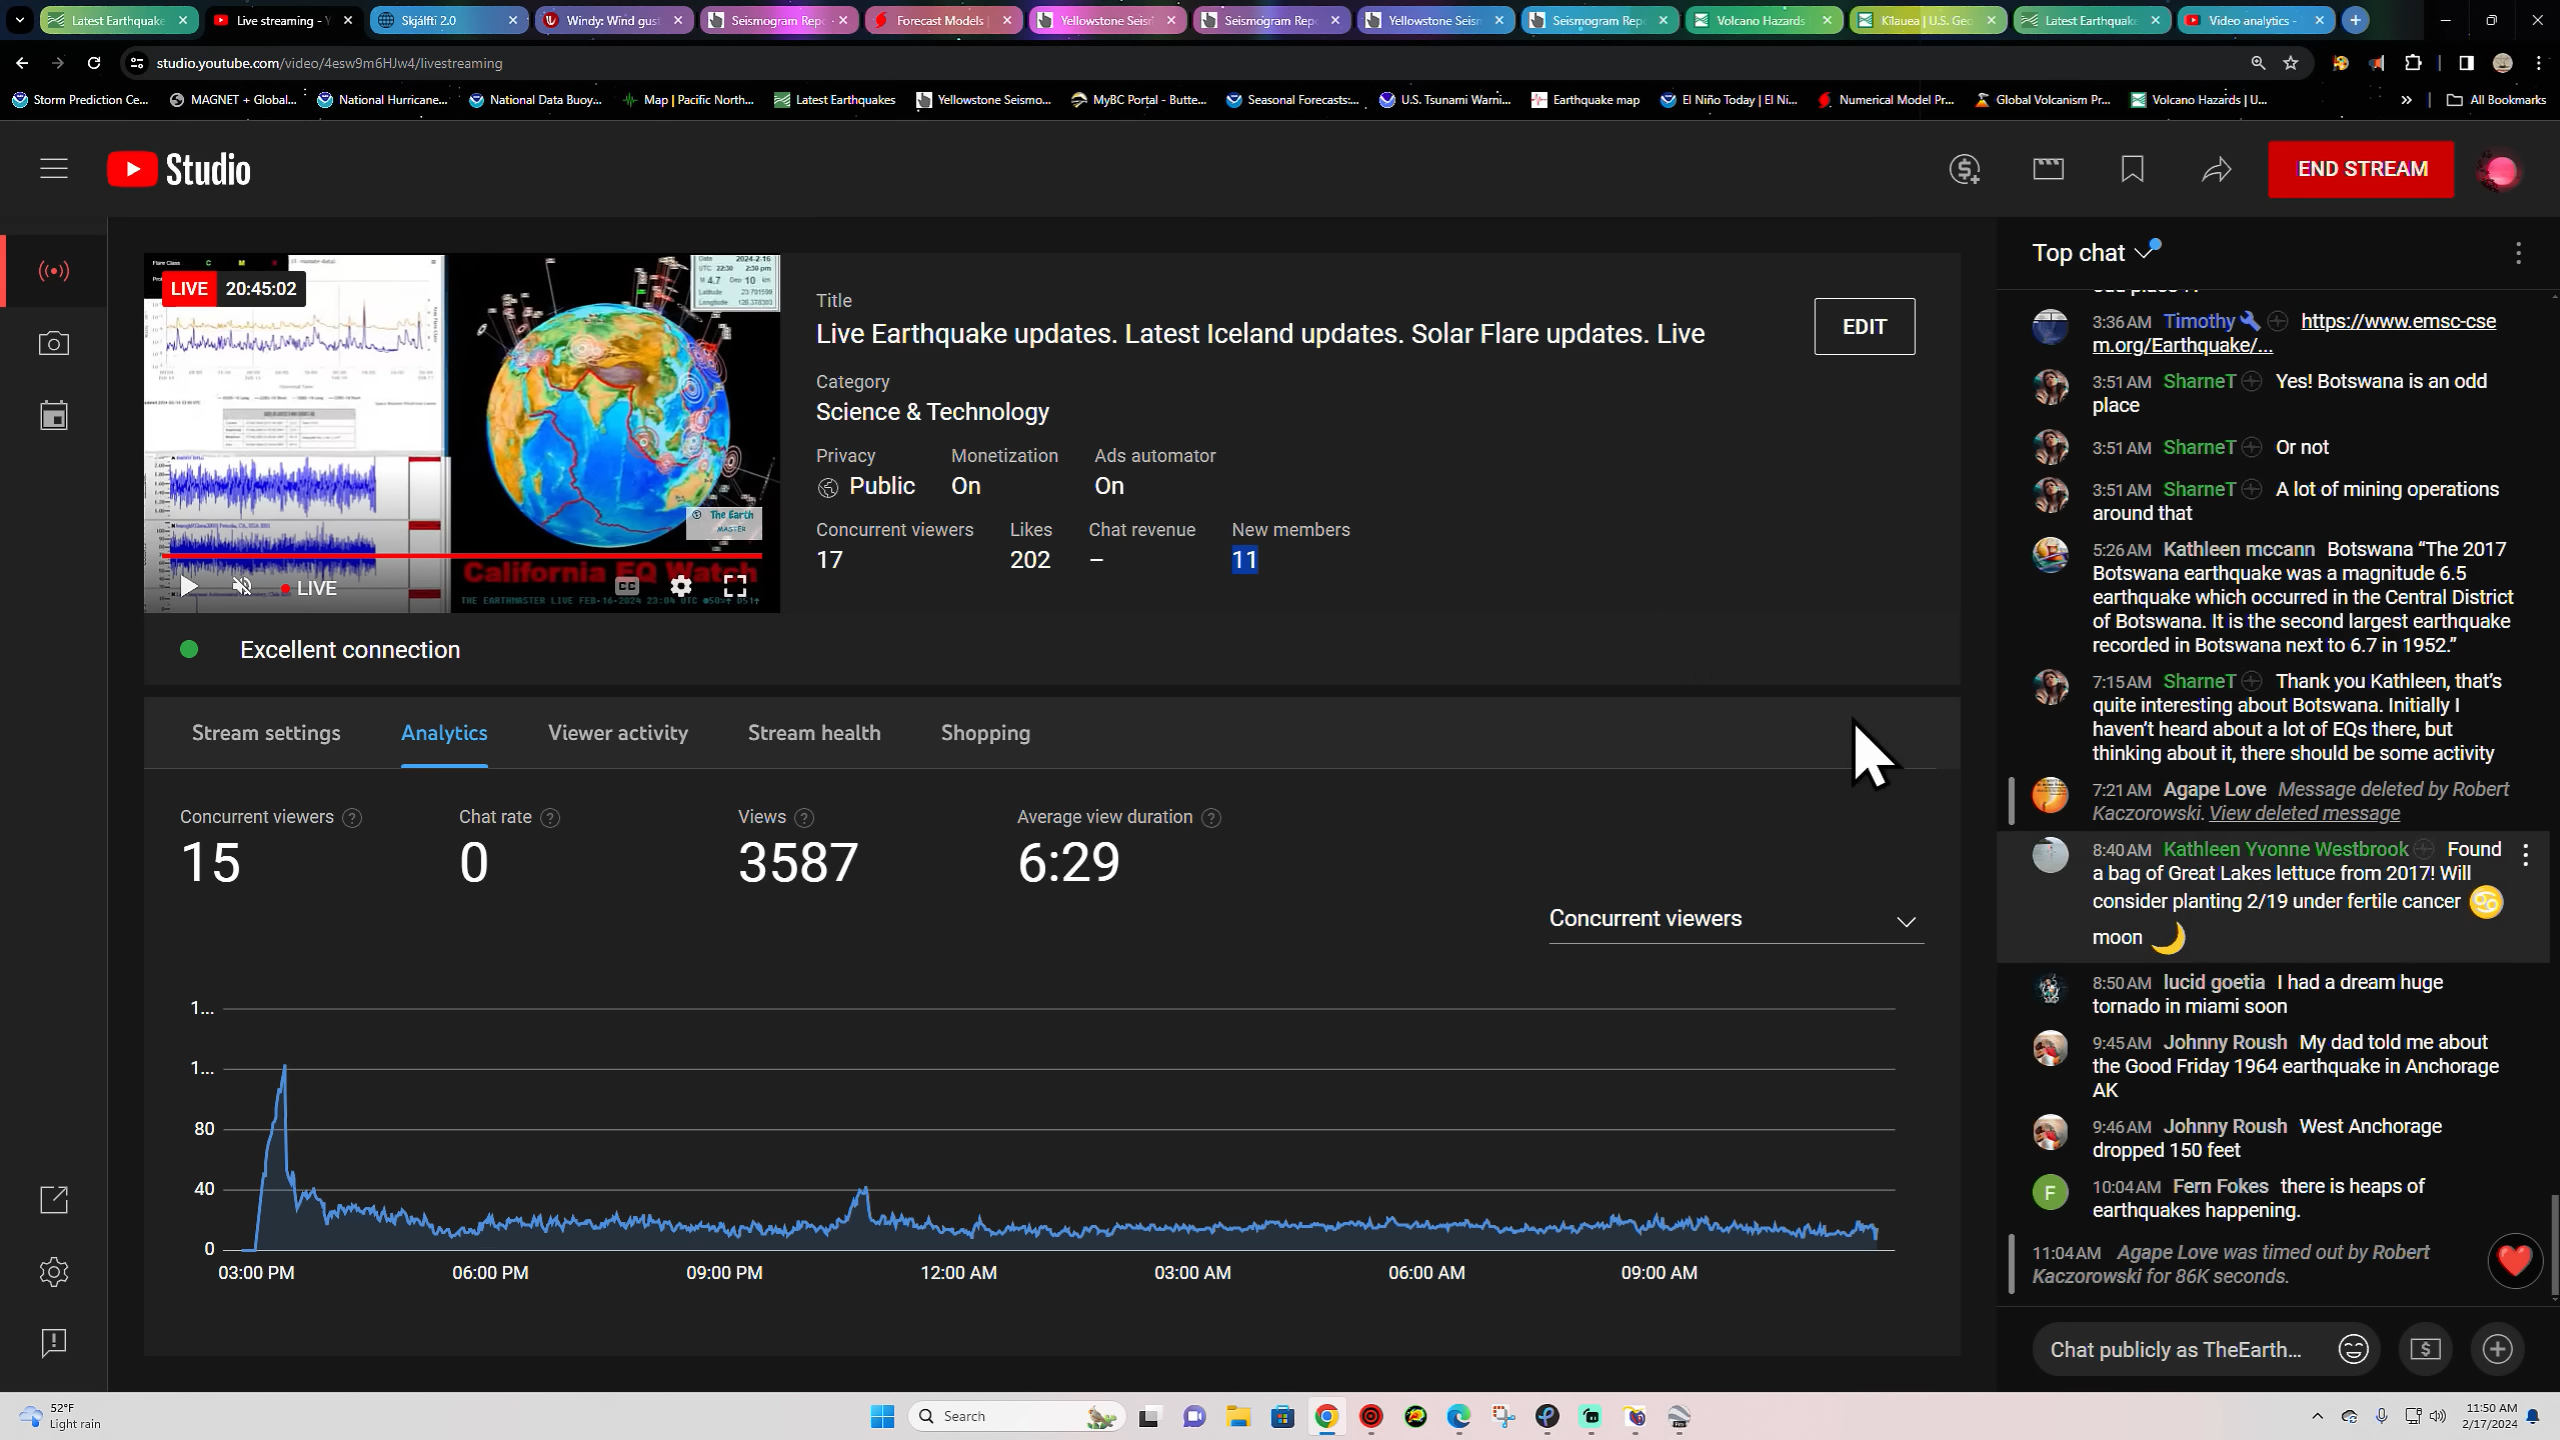 Latest Earthquake
Live streaming - Y
Skjálfti 2.0
Windy: Wind gust
Seismogram Repo
Forecast Models
Yellowstone Seism
Seismogram Repo
Yellowstone Seism
Seismogram Rep
Volcano Hazards
Kilauea | U.S. Geo
Latest Earthquake
Video analytics -
studio.youtube.com/video/4esw9m6HJw4/livestreaming
Storm Prediction Ce...
MAGNET + Global...
National Hurricane...
National Data Buoy...
Map | Pacific North...
Latest Earthquakes
Yellowstone Seismo...
MyBC Portal - Butte...
Seasonal Forecasts:...
U.S. Tsunami Warni...
Earthquake map
El Niño Today | El Ni...
Numerical Model Pr...
Global Volcanism Pr...
Volcano Hazards | U...
All Bookmarks
Studio
END STREAM
LIVE 20:45:02
The Earth
MASTER
California EQ Watch
THE EARTHMASTER LIVE FEB-16-2024 23:04 UTC
LIVE
Title
Live Earthquake updates. Latest Iceland updates. Solar Flare updates. Live
EDIT
Category
Science & Technology
Privacy Monetization Ads automator
Public On On
Concurrent viewers Likes Chat revenue New members
17 202 – 11
Excellent connection
Stream settings Analytics Viewer activity Stream health Shopping
Concurrent viewers Chat rate Views Average view duration
15 0 3587 6:29
Concurrent viewers
1...
1...
80
40
0
03:00 PM 06:00 PM 09:00 PM 12:00 AM 03:00 AM 06:00 AM 09:00 AM
Top chat
3:36 AM Timothy https://www.emsc-cse
m.org/Earthquake/...
3:51 AM SharneT Yes! Botswana is an odd
place
3:51 AM SharneT Or not
3:51 AM SharneT A lot of mining operations
around that
5:26 AM Kathleen mccann Botswana “The 2017
Botswana earthquake was a magnitude 6.5
earthquake which occurred in the Central District
of Botswana. It is the second largest earthquake
recorded in Botswana next to 6.7 in 1952.”
7:15 AM SharneT Thank you Kathleen, that’s
quite interesting about Botswana. Initially I
haven’t heard about a lot of EQs there, but
thinking about it, there should be some activity
7:21 AM Agape Love Message deleted by Robert
Kaczorowski. View deleted message
8:40 AM Kathleen Yvonne Westbrook Found
a bag of Great Lakes lettuce from 2017! Will
consider planting 2/19 under fertile cancer
moon
8:50 AM lucid goetia I had a dream huge
tornado in miami soon
9:45 AM Johnny Roush My dad told me about
the Good Friday 1964 earthquake in Anchorage
AK
9:46 AM Johnny Roush West Anchorage
dropped 150 feet
F 10:04 AM Fern Fokes there is heaps of
earthquakes happening.
11:04 AM Agape Love was timed out by Robert
Kaczorowski for 86K seconds.
Chat publicly as TheEarth...
52°F
Light rain
Search
11:50 AM
2/17/2024